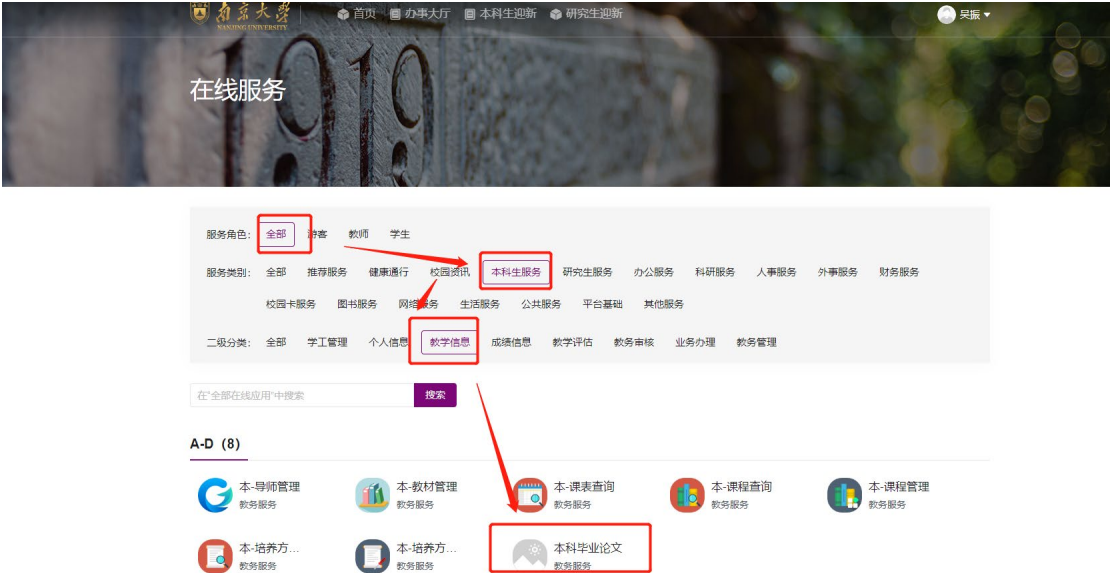 南京大学 首页 办事大厅 本科生迎新 研究生迎新 吴振
NANJING UNIVERSITY
1919
在线服务
服务角色: 全部 游客 教师 学生
服务类别: 全部 推荐服务 健康通行 校园资讯 本科生服务 研究生服务 办公服务 科研服务 人事服务 外事服务 财务服务
校园卡服务 图书服务 网络服务 生活服务 公共服务 平台基础 其他服务
二级分类: 全部 学工管理 个人信息 教学信息 成绩信息 教学评估 教务审核 业务办理 教务管理
在"全部在线应用"中搜索 搜索
A-D (8)
本-导师管理 本-教材管理 本-课表查询 本-课程查询 本-课程管理
教务服务 教务服务 教务服务 教务服务 教务服务
本-培养方... 本-培养方... 本科毕业论文
教务服务 教务服务 教务服务